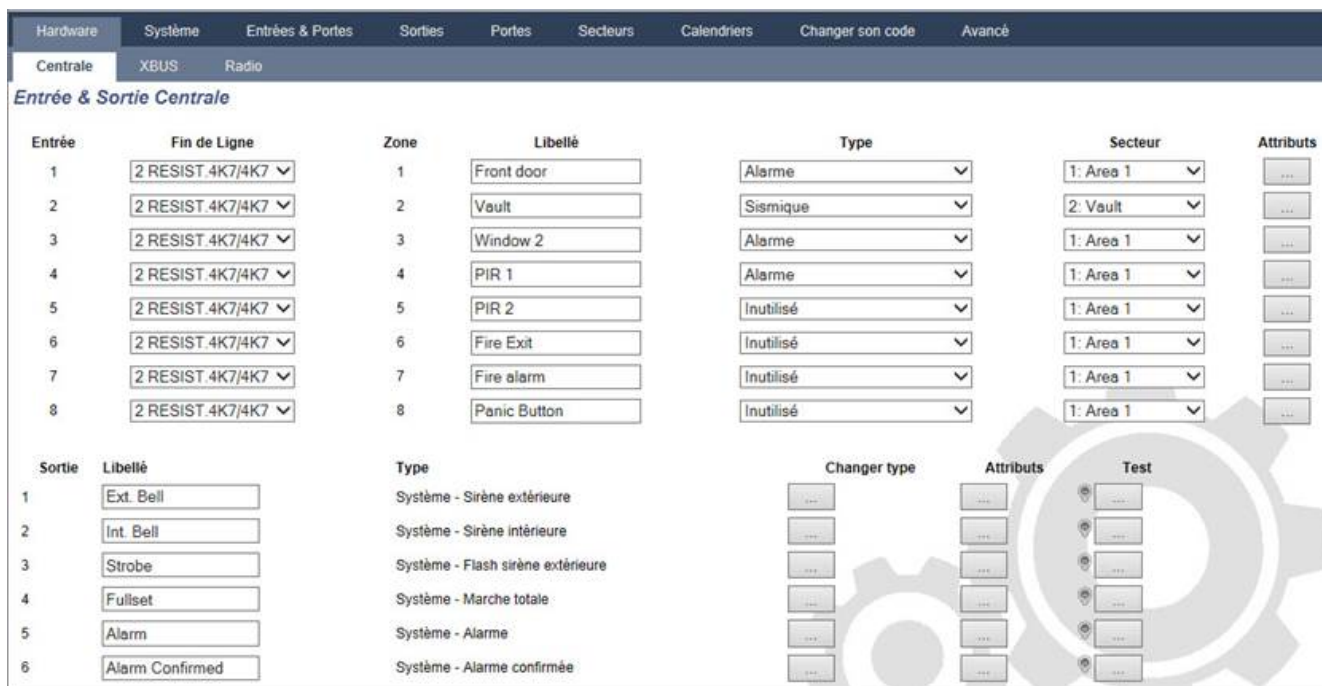 Hardware Système Entrées & Portes Sorties Portes Secteurs Calendriers Changer son code Avancé
Centrale XBUS Radio
Entrée & Sortie Centrale
Entrée Fin de Ligne Zone Libellé Type Secteur Attributs
1 2 RESIST.4K7/4K7 1 Front door Alarme 1: Area 1 ...
2 2 RESIST.4K7/4K7 2 Vault Sismique 2: Vault ...
3 2 RESIST.4K7/4K7 3 Window 2 Alarme 1: Area 1 ...
4 2 RESIST.4K7/4K7 4 PIR 1 Alarme 1: Area 1 ...
5 2 RESIST.4K7/4K7 5 PIR 2 Inutilisé 1: Area 1 ...
6 2 RESIST.4K7/4K7 6 Fire Exit Inutilisé 1: Area 1 ...
7 2 RESIST.4K7/4K7 7 Fire alarm Inutilisé 1: Area 1 ...
8 2 RESIST.4K7/4K7 8 Panic Button Inutilisé 1: Area 1 ...
Sortie Libellé Type Changer type Attributs Test
1 Ext. Bell Système - Sirène extérieure ... ... ...
2 Int. Bell Système - Sirène intérieure ... ... ...
3 Strobe Système - Flash sirène extérieure ... ... ...
4 Fullset Système - Marche totale ... ... ...
5 Alarm Système - Alarme ... ... ...
6 Alarm Confirmed Système - Alarme confirmée ... ... ...